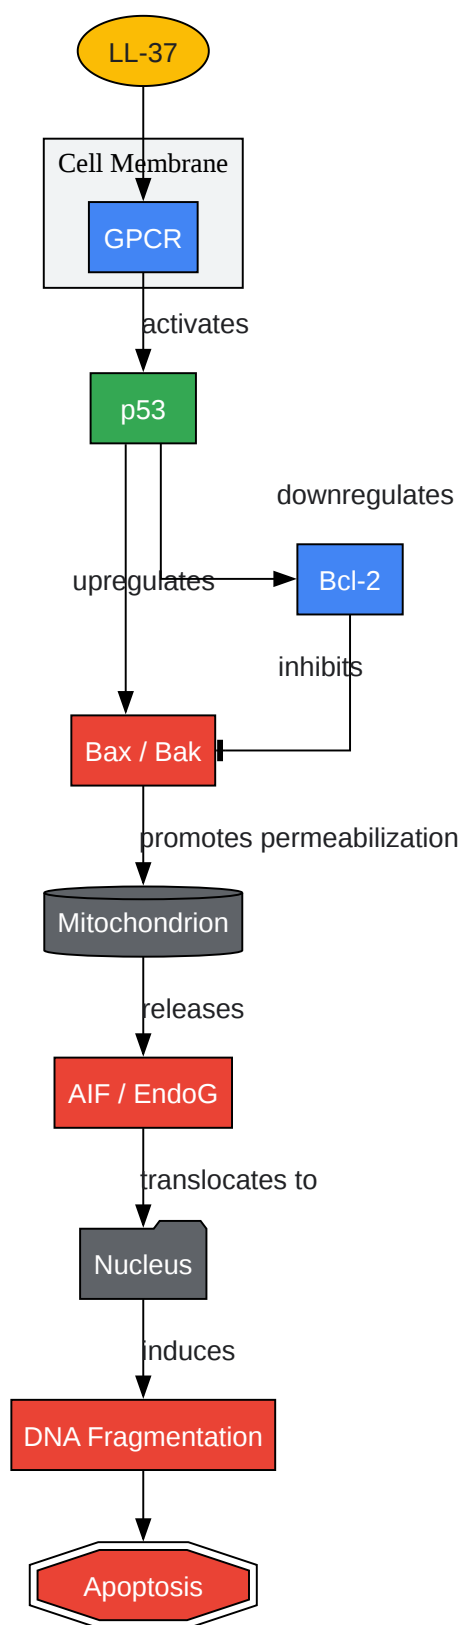 LL-37
Cell Membrane
GPCR
activates
p53
downregulates
upregulates
Bcl-2
inhibits
Bax / Bak
promotes permeabilization
Mitochondrion
releases
AIF / EndoG
translocates to
Nucleus
induces
DNA Fragmentation
Apoptosis